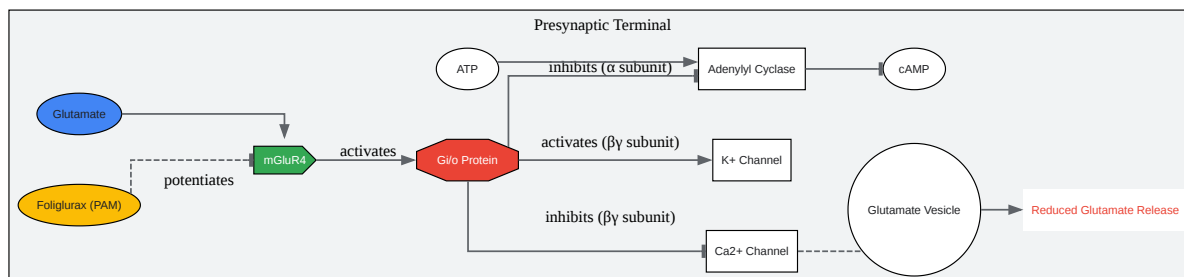 Presynaptic Terminal
ATP
inhibits (α subunit)
Adenylyl Cyclase
cAMP
Glutamate
mGluR4
activates
Gi/o Protein
activates (βγ subunit)
K+ Channel
potentiates
Foliglurax (PAM)
inhibits (βγ subunit)
Ca2+ Channel
Glutamate Vesicle
Reduced Glutamate Release